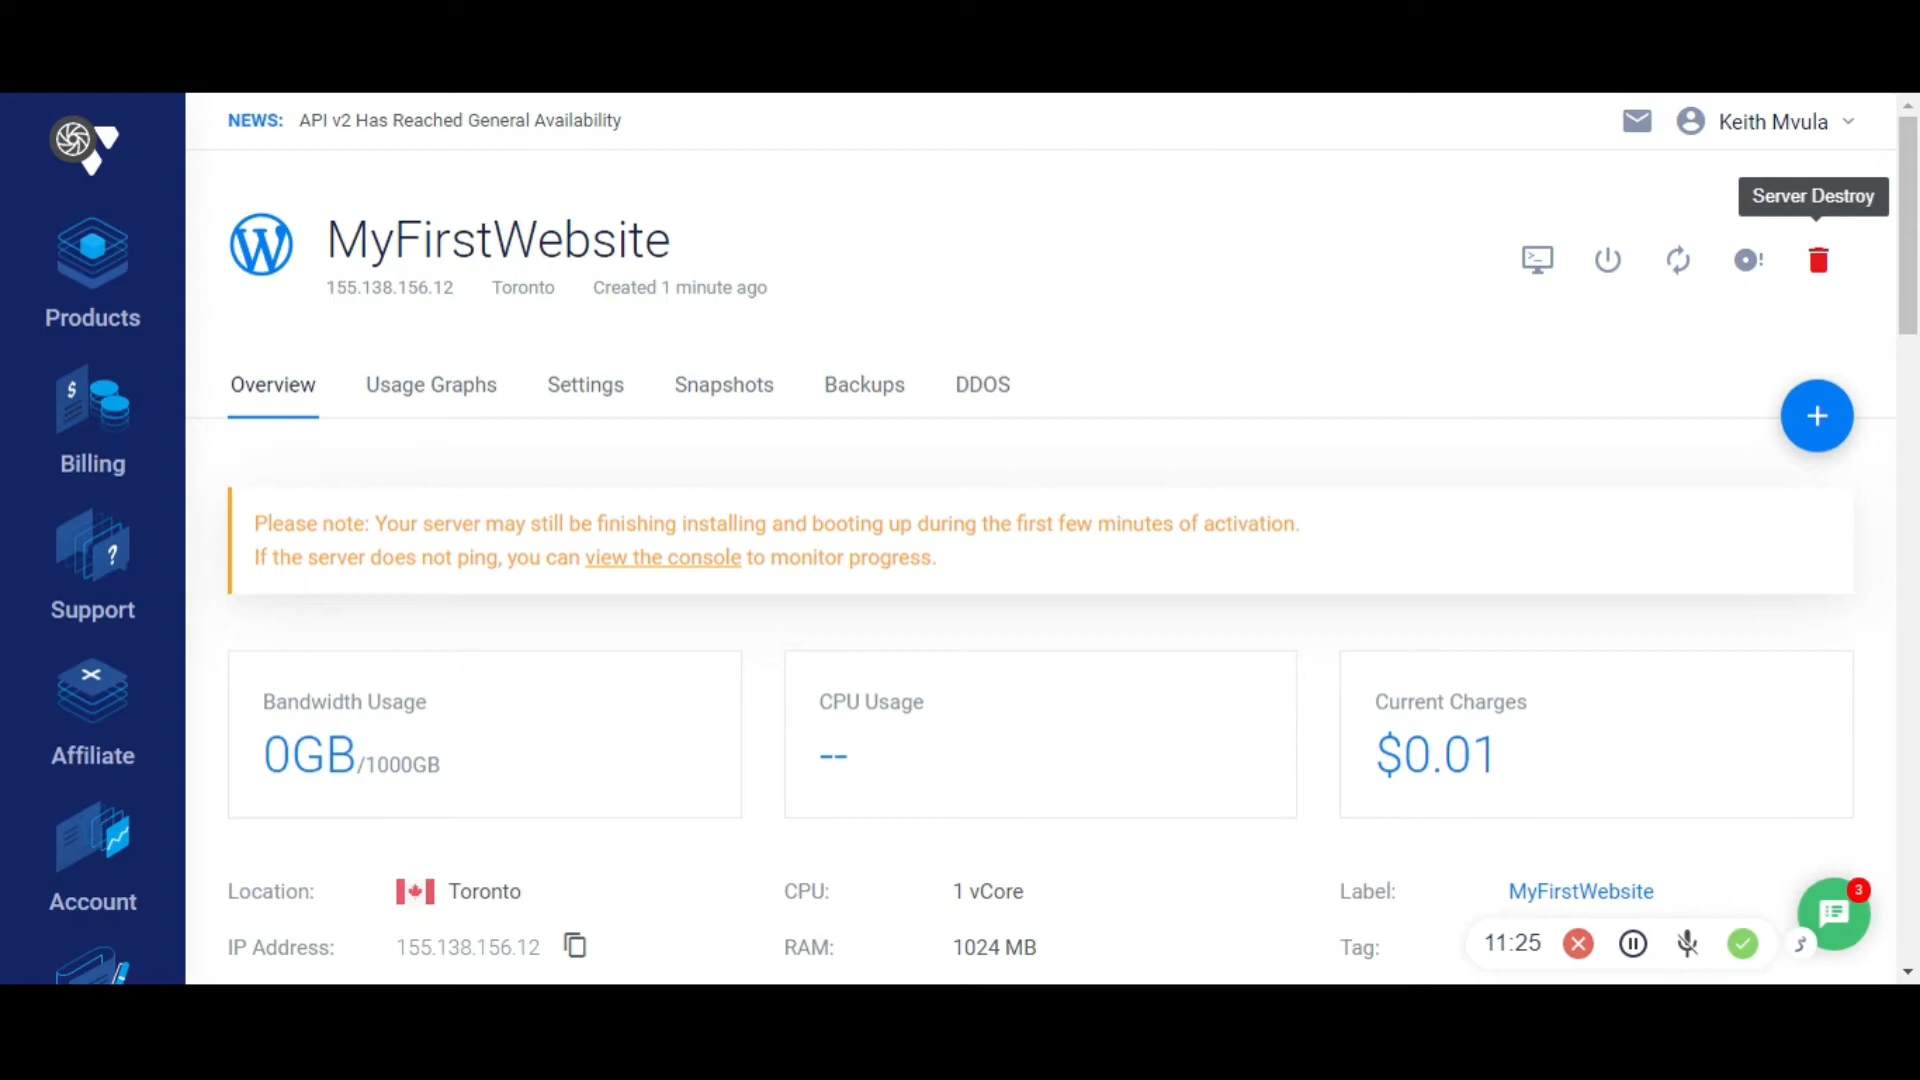 NEWS: API v2 Has Reached General Availability
Keith Mvula
Server Destroy
MyFirstWebsite
155.138.156.12 Toronto Created 1 minute ago
Products
Billing
Support
Affiliate
Account
Overview Usage Graphs Settings Snapshots Backups DDOS
+
Please note: Your server may still be finishing installing and booting up during the first few minutes of activation.
If the server does not ping, you can view the console to monitor progress.
Bandwidth Usage
0GB/1000GB
CPU Usage
--
Current Charges
$0.01
Location: Toronto
CPU: 1 vCore
Label: MyFirstWebsite
IP Address: 155.138.156.12
RAM: 1024 MB
Tag:
11:25
3